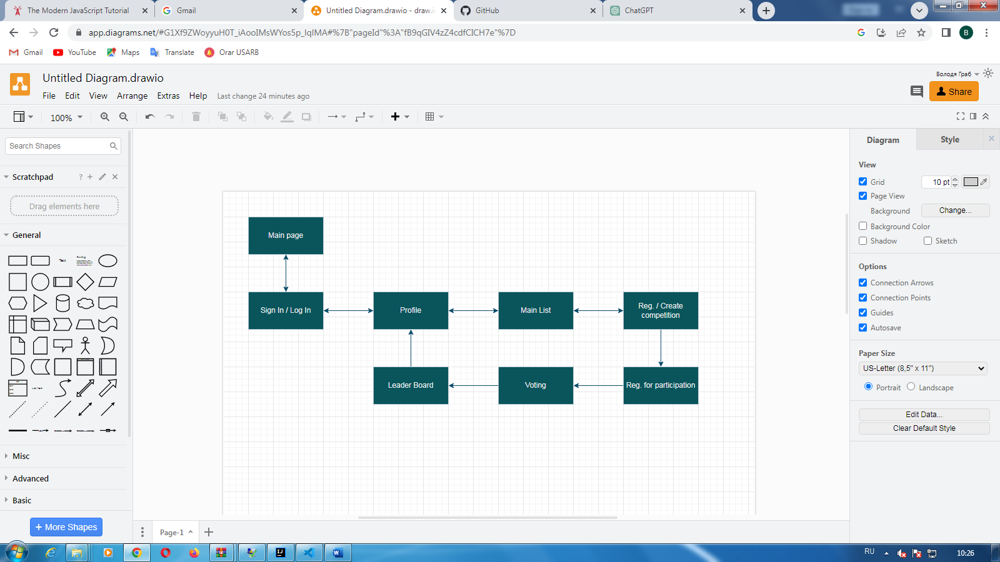 The Modern JavaScript Tutorial
Gmail
Untitled Diagram.drawio - draw.i
GitHub
ChatGPT
app.diagrams.net/#G1Xf9ZWoyyuH0T_iAooIMsWYos5p_IqIMA#%7B"pageId"%3A"fB9qGIV4zZ4cdfCICH7e"%7D
B
Gmail
YouTube
Maps
Translate
Orar USARB
Untitled Diagram.drawio
Володя Граб
File Edit View Arrange Extras Help Last change 24 minutes ago
Share
100%
Search Shapes
Scratchpad
?
Drag elements here
General
Text
Heading
List Item
Misc
Advanced
Basic
+ More Shapes
Main page
Sign In / Log In
Profile
Main List
Reg. / Create
competition
Leader Board
Voting
Reg. for participation
Page-1
Diagram
Style
View
Grid
10 pt
Page View
Background
Change...
Background Color
Shadow
Sketch
Options
Connection Arrows
Connection Points
Guides
Autosave
Paper Size
US-Letter (8,5" x 11")
Portrait
Landscape
Edit Data...
Clear Default Style
RU
10:26